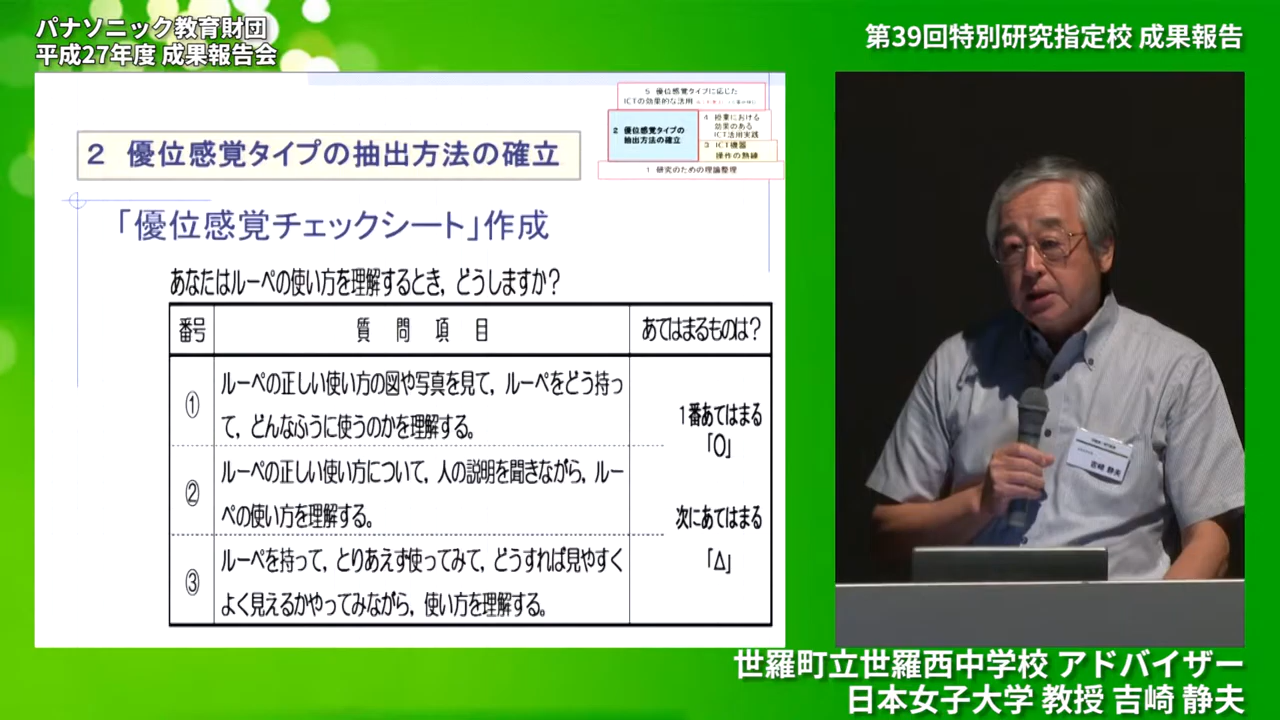 パナソニック教育財団
平成27年度 成果報告会
第39回特別研究指定校 成果報告
5 優位感覚タイプに応じた
ICTの効果的な活用
2 優位感覚タイプの
抽出方法の確立
4 授業における
効果のある
ICT活用実践
3 ICT機器
操作の熟練
1 研究のための理論整理
2 優位感覚タイプの抽出方法の確立
「優位感覚チェックシート」作成
あなたはルーペの使い方を理解するとき，どうしますか？
番号 質問項目 あてはまるものは？
① ルーペの正しい使い方の図や写真を見て，ルーペをどう持っ
て，どんなふうに使うのかを理解する。
② ルーペの正しい使い方について，人の説明を聞きながら，ルー
ペの使い方を理解する。
③ ルーペを持って，とりあえず使ってみて，どうすれば見やすく
よく見えるかやってみながら，使い方を理解する。
1番あてはまる
「○」
次にあてはまる
「△」
吉崎 静夫
世羅町立世羅西中学校 アドバイザー
日本女子大学 教授 吉崎 静夫